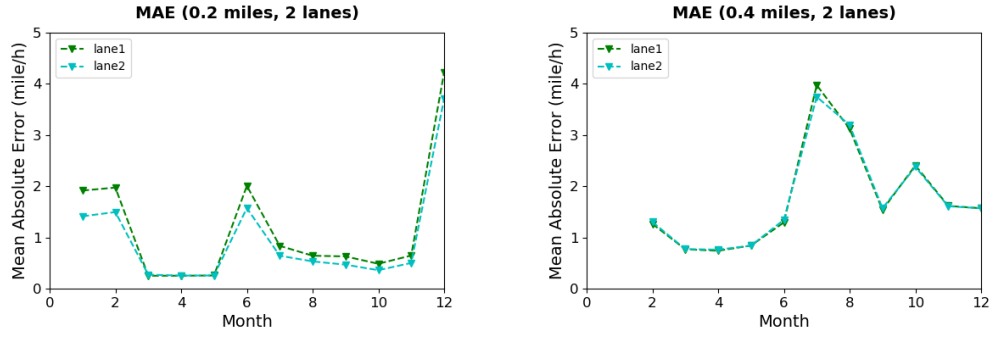 MAE (0.2 miles, 2 lanes)
Mean Absolute Error (mile/h)
5
4
3
2
1
0
lane1
lane2
0 2 4 6 8 10 12
Month
MAE (0.4 miles, 2 lanes)
Mean Absolute Error (mile/h)
5
4
3
2
1
0
lane1
lane2
0 2 4 6 8 10 12
Month